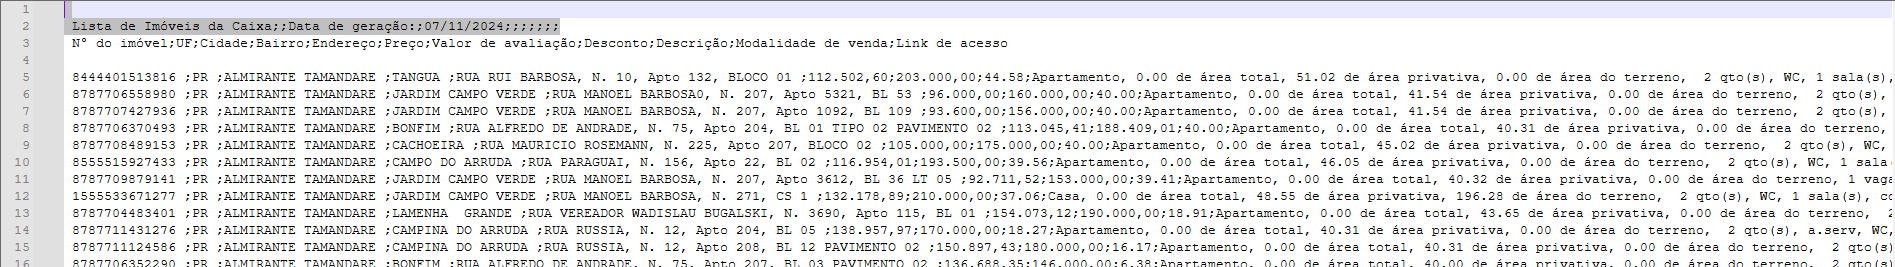 1
2 Lista de Imóveis da Caixa;;Data de geração:;07/11/2024;;;;;;;
3 N° do imóvel;UF;Cidade;Bairro;Endereço;Preço;Valor de avaliação;Desconto;Descrição;Modalidade de venda;Link de acesso
4
5 8444401513816 ;PR ;ALMIRANTE TAMANDARE ;TANGUA ;RUA RUI BARBOSA, N. 10, Apto 132, BLOCO 01 ;112.502,60;203.000,00;44.58;Apartamento, 0.00 de área total, 51.02 de área privativa, 0.00 de área do terreno,  2 qto(s), WC, 1 sala(s),
6 8787706558980 ;PR ;ALMIRANTE TAMANDARE ;JARDIM CAMPO VERDE ;RUA MANOEL BARBOSA0, N. 207, Apto 5321, BL 53 ;96.000,00;160.000,00;40.00;Apartamento, 0.00 de área total, 41.54 de área privativa, 0.00 de área do terreno,  2 qto(s),
7 8787707427936 ;PR ;ALMIRANTE TAMANDARE ;JARDIM CAMPO VERDE ;RUA MANOEL BARBOSA, N. 207, Apto 1092, BL 109 ;93.600,00;156.000,00;40.00;Apartamento, 0.00 de área total, 41.54 de área privativa, 0.00 de área do terreno,  2 qto(s),
8 8787706370493 ;PR ;ALMIRANTE TAMANDARE ;BONFIM ;RUA ALFREDO DE ANDRADE, N. 75, Apto 204, BL 01 TIPO 02 PAVIMENTO 02 ;113.045,41;188.409,01;40.00;Apartamento, 0.00 de área total, 40.31 de área privativa, 0.00 de área do terreno,
9 8787708489153 ;PR ;ALMIRANTE TAMANDARE ;CACHOEIRA ;RUA MAURICIO ROSEMANN, N. 225, Apto 207, BLOCO 02 ;105.000,00;175.000,00;40.00;Apartamento, 0.00 de área total, 45.02 de área privativa, 0.00 de área do terreno,  2 qto(s), WC,
10 8555515927433 ;PR ;ALMIRANTE TAMANDARE ;CAMPO DO ARRUDA ;RUA PARAGUAI, N. 156, Apto 22, BL 02 ;116.954,01;193.500,00;39.56;Apartamento, 0.00 de área total, 46.05 de área privativa, 0.00 de área do terreno,  2 qto(s), WC, 1 sala
11 8787709879141 ;PR ;ALMIRANTE TAMANDARE ;JARDIM CAMPO VERDE ;RUA MANOEL BARBOSA, N. 207, Apto 3612, BL 36 LT 05 ;92.711,52;153.000,00;39.41;Apartamento, 0.00 de área total, 40.32 de área privativa, 0.00 de área do terreno, 1 vaga
12 1555533671277 ;PR ;ALMIRANTE TAMANDARE ;JARDIM CAMPO VERDE ;RUA MANOEL BARBOSA, N. 271, CS 1 ;132.178,89;210.000,00;37.06;Casa, 0.00 de área total, 48.55 de área privativa, 196.28 de área do terreno,  2 qto(s), WC, 1 sala(s), co
13 8787704483401 ;PR ;ALMIRANTE TAMANDARE ;LAMENHA  GRANDE ;RUA VEREADOR WADISLAU BUGALSKI, N. 3690, Apto 115, BL 01 ;154.073,12;190.000,00;18.91;Apartamento, 0.00 de área total, 43.65 de área privativa, 0.00 de área do terreno,  2
14 8787711431276 ;PR ;ALMIRANTE TAMANDARE ;CAMPINA DO ARRUDA ;RUA RUSSIA, N. 12, Apto 204, BL 05 ;138.957,97;170.000,00;18.27;Apartamento, 0.00 de área total, 40.31 de área privativa, 0.00 de área do terreno,  2 qto(s), a.serv, WC,
15 8787711124586 ;PR ;ALMIRANTE TAMANDARE ;CAMPINA DO ARRUDA ;RUA RUSSIA, N. 12, Apto 208, BL 12 PAVIMENTO 02 ;150.897,43;180.000,00;16.17;Apartamento, 0.00 de área total, 40.31 de área privativa, 0.00 de área do terreno,  2 qto(s),
16 8787706352290 ;PR ;ALMIRANTE TAMANDARE ;BONFIM ;RUA ALFREDO DE ANDRADE, N. 75, Apto 207, BL 03 PAVIMENTO 02 ;136.688,35;146.000,00;6.38;Apartamento, 0.00 de área total, 40.00 de área privativa, 0.00 de área do terreno,  2 qto(s)